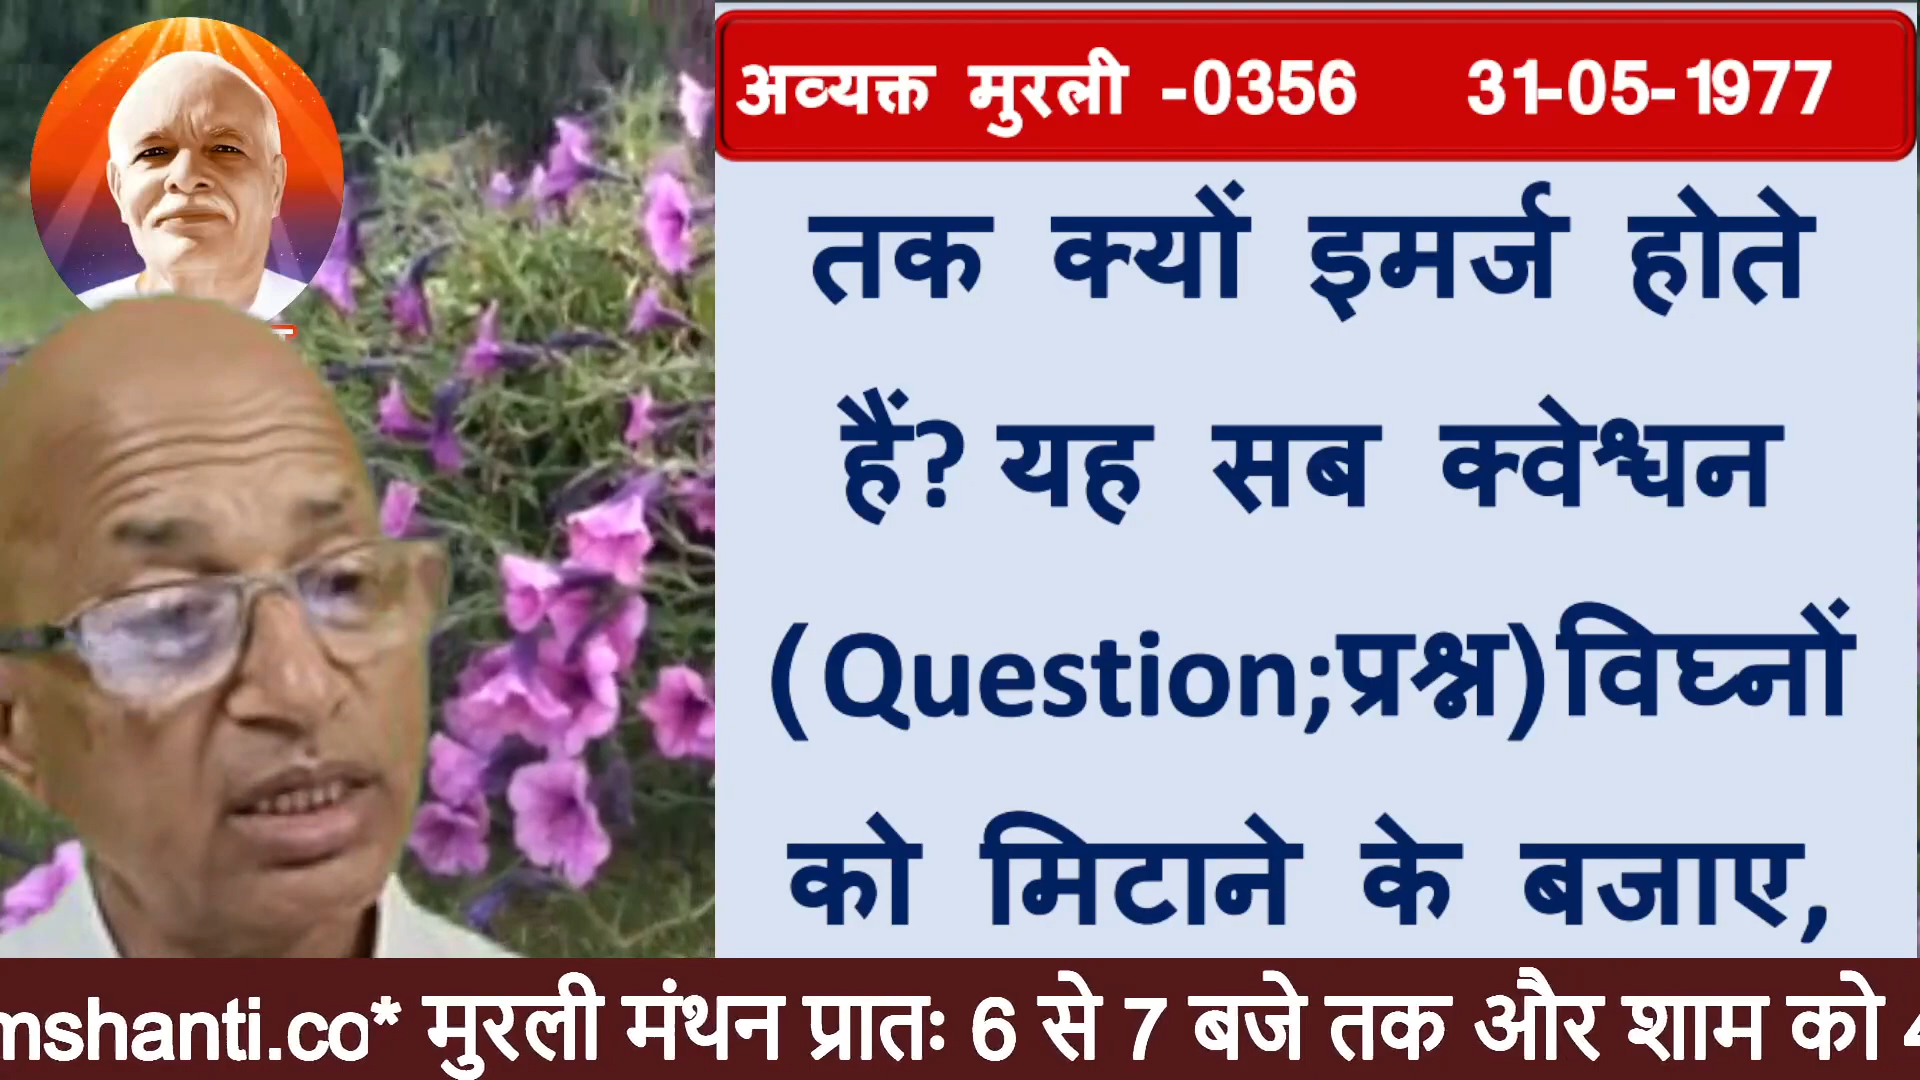 अव्यक्त मुरली -0356 31-05-1977
तक क्यों इमर्ज होते
हैं? यह सब क्वेश्चन
(Question;प्रश्न)विघ्नों
को मिटाने के बजाए,
mshanti.co* मुरली मंथन प्रातः 6 से 7 बजे तक और शाम को 4